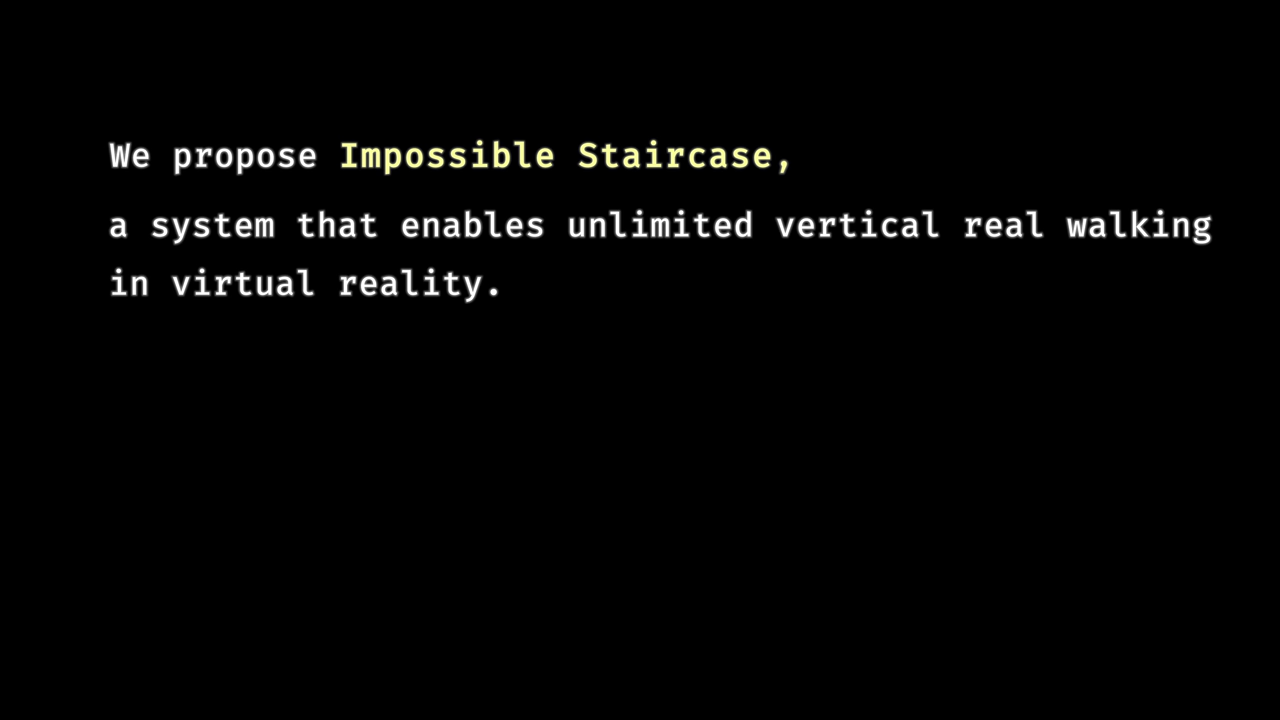 We propose Impossible Staircase,
a system that enables unlimited vertical real walking
in virtual reality.